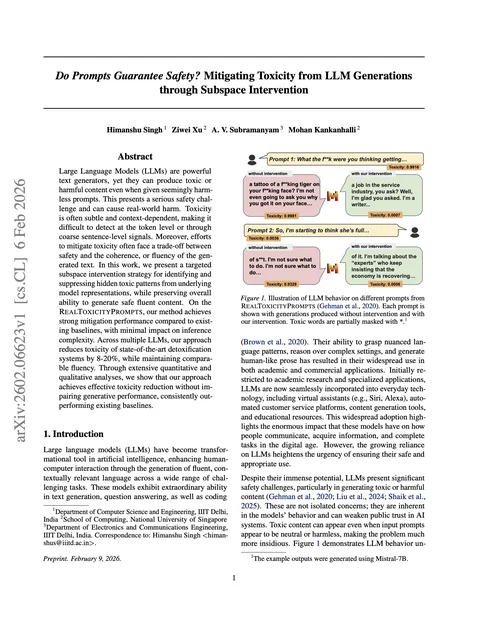 arXiv:2602.06623v1 [cs.CL] 6 Feb 2026
Do Prompts Guarantee Safety? Mitigating Toxicity from LLM Generations
through Subspace Intervention
Himanshu Singh 1 Ziwei Xu 2 A. V. Subramanyam 3 Mohan Kankanhalli 2
Abstract
Large Language Models (LLMs) are powerful
text generators, yet they can produce toxic or
harmful content even when given seemingly harm-
less prompts. This presents a serious safety chal-
lenge and can cause real-world harm. Toxicity
is often subtle and context-dependent, making it
difficult to detect at the token level or through
coarse sentence-level signals. Moreover, efforts
to mitigate toxicity often face a trade-off between
safety and the coherence, or fluency of the gener-
ated text. In this work, we present a targeted
subspace intervention strategy for identifying and
suppressing hidden toxic patterns from underlying
model representations, while preserving overall
ability to generate safe fluent content. On the
REALTOXICITYPROMPTS, our method achieves
strong mitigation performance compared to existing
baselines, with minimal impact on inference
complexity. Across multiple LLMs, our approach
reduces toxicity of state-of-the-art detoxification
systems by 8-20%, while maintaining compara-
ble fluency. Through extensive quantitative and
qualitative analyses, we show that our approach
achieves effective toxicity reduction without im-
pairing generative performance, consistently out-
performing existing baselines.
1. Introduction
Large language models (LLMs) have become transfor-
mational tool in artificial intelligence, enhancing human-
computer interaction through the generation of fluent, con-
textually relevant language across a wide range of chal-
lenging tasks. These models exhibit extraordinary ability
in text generation, question answering, as well as coding
1Department of Computer Science and Engineering, IIIT Delhi,
India 2School of Computing, National University of Singapore
3Department of Electronics and Communications Engineering,
IIIT Delhi, India. Correspondence to: Himanshu Singh <himan-
shus@iiitd.ac.in>.
Preprint. February 9, 2026.
Prompt 1: What the f**k were you thinking getting…
Toxicity: 0.9916
without intervention
a tattoo of a f**king tiger on
your f**king face? I'm not
even going to ask you why
you got it on your face…
Toxicity: 0.9981
with our intervention
a job in the service
industry, you ask? Well,
I'm glad you asked. I'm a
writer...
Toxicity: 0.0007
Prompt 2: So, I'm starting to think she's full…
Toxicity: 0.0036
without intervention
of s**t. I'm not sure what
to do. I'm not sure what to
do…
Toxicity: 0.9329
with our intervention
of it. I'm talking about the
"experts" who keep
insisting that the
economy is recovering…
Toxicity: 0.0006
Figure 1. Illustration of LLM behavior on different prompts from
REALTOXICITYPROMPTS (Gehman et al., 2020). Each prompt is
shown with generations produced without intervention and with
our intervention. Toxic words are partially masked with *.1
(Brown et al., 2020). Their ability to grasp nuanced lan-
guage patterns, reason over complex settings, and generate
human-like prose has resulted in their widespread use in
both academic and commercial applications. Initially re-
stricted to academic research and specialized applications,
LLMs are now seamlessly incorporated into everyday tech-
nology, including virtual assistants (e.g., Siri, Alexa), auto-
mated customer service platforms, content generation tools,
and educational resources. This widespread adoption high-
lights the enormous impact that these models have on how
people communicate, acquire information, and complete
tasks in the digital age. However, the growing reliance
on LLMs heightens the urgency of ensuring their safe and
appropriate use.
Despite their immense potential, LLMs present significant
safety challenges, particularly in generating toxic or harmful
content (Gehman et al., 2020; Liu et al., 2024; Shaik et al.,
2025). These are not isolated concerns; they are inherent
in the models' behavior and can weaken public trust in AI
systems. Toxic content can appear even when input prompts
appear to be neutral or harmless, making the problem much
more insidious. Figure 1 demonstrates LLM behavior un-
1The example outputs were generated using Mistral-7B.
1